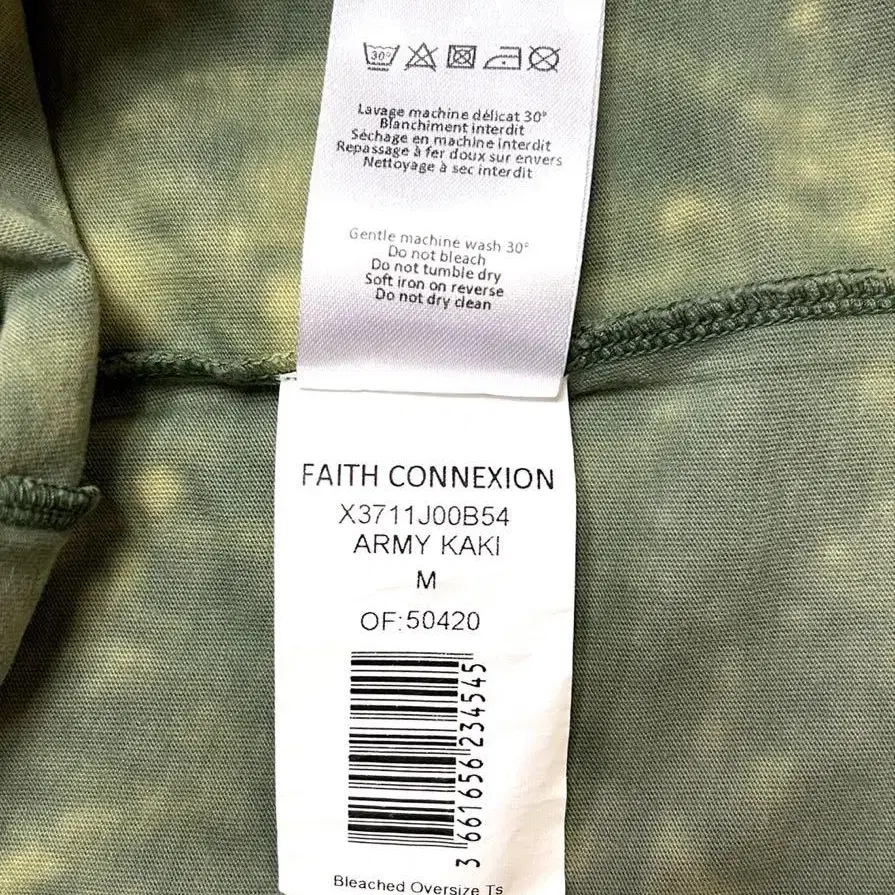 30°
Lavage machine délicat 30°
Blanchiment interdit
Séchage en machine interdit
Repassage à fer doux sur envers
Nettoyage à sec interdit
Gentle machine wash 30°
Do not bleach
Do not tumble dry
Soft iron on reverse
Do not dry clean
FAITH CONNEXION
X3711J00B54
ARMY KAKI
M
OF:50420
3 661656 234545
Bleached Oversize Ts